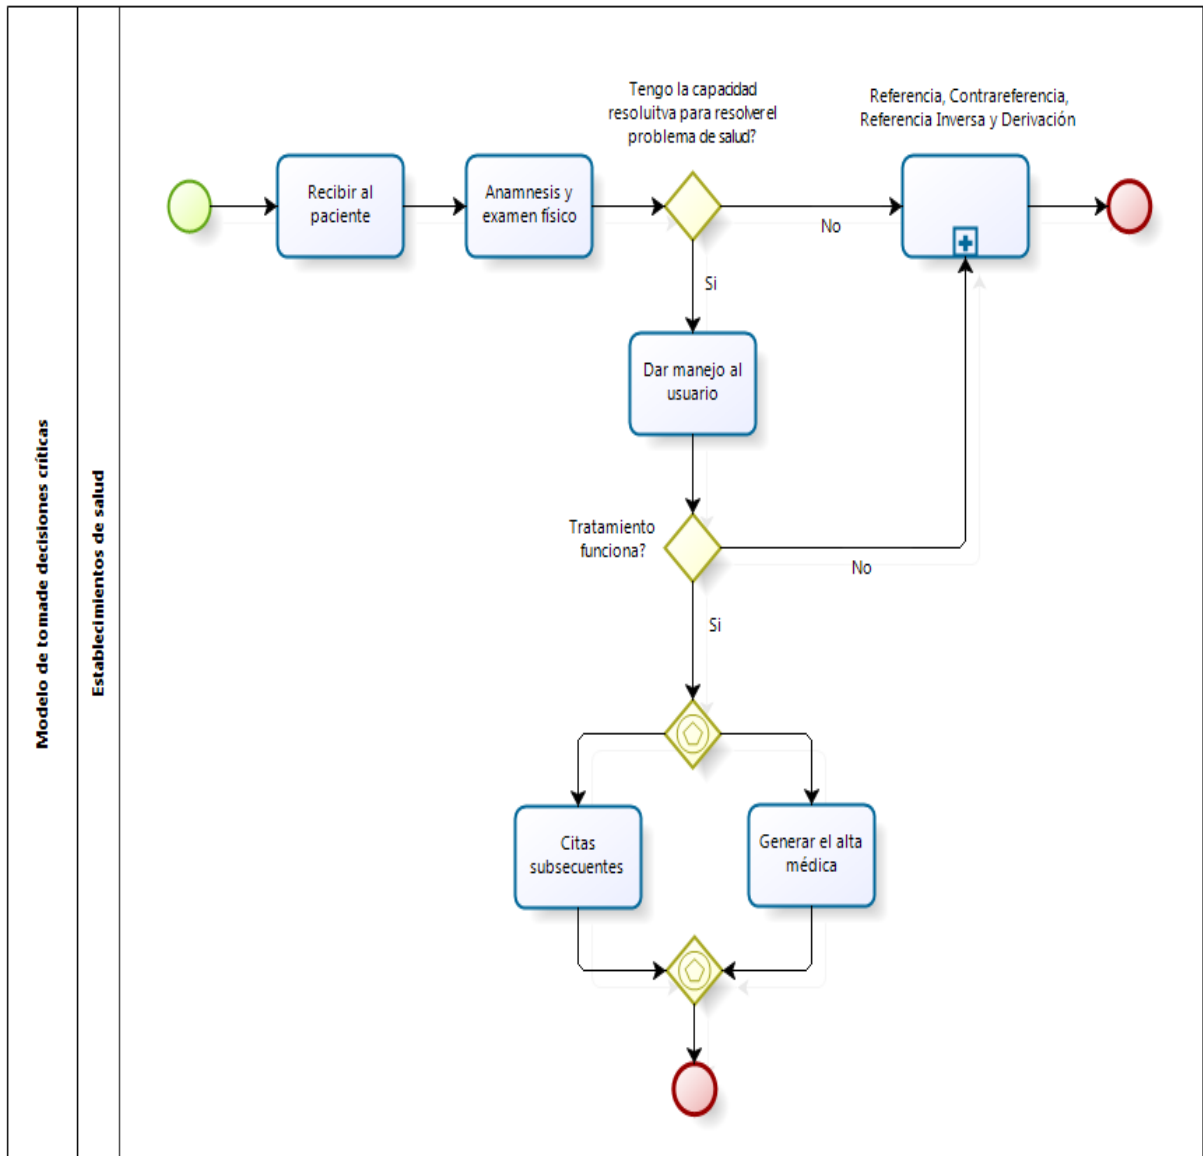 Modelo de tomade decisiones críticas
Establecimientos de salud
Tengo la capacidad
resoluitva para resolverel
problema de salud?
Referencia, Contrareferencia,
Referencia Inversa y Derivación
Recibir al
paciente
Anamnesis y
examen físico
No
Si
Dar manejo al
usuario
Tratamiento
funciona?
No
Si
Citas
subsecuentes
Generar el alta
médica